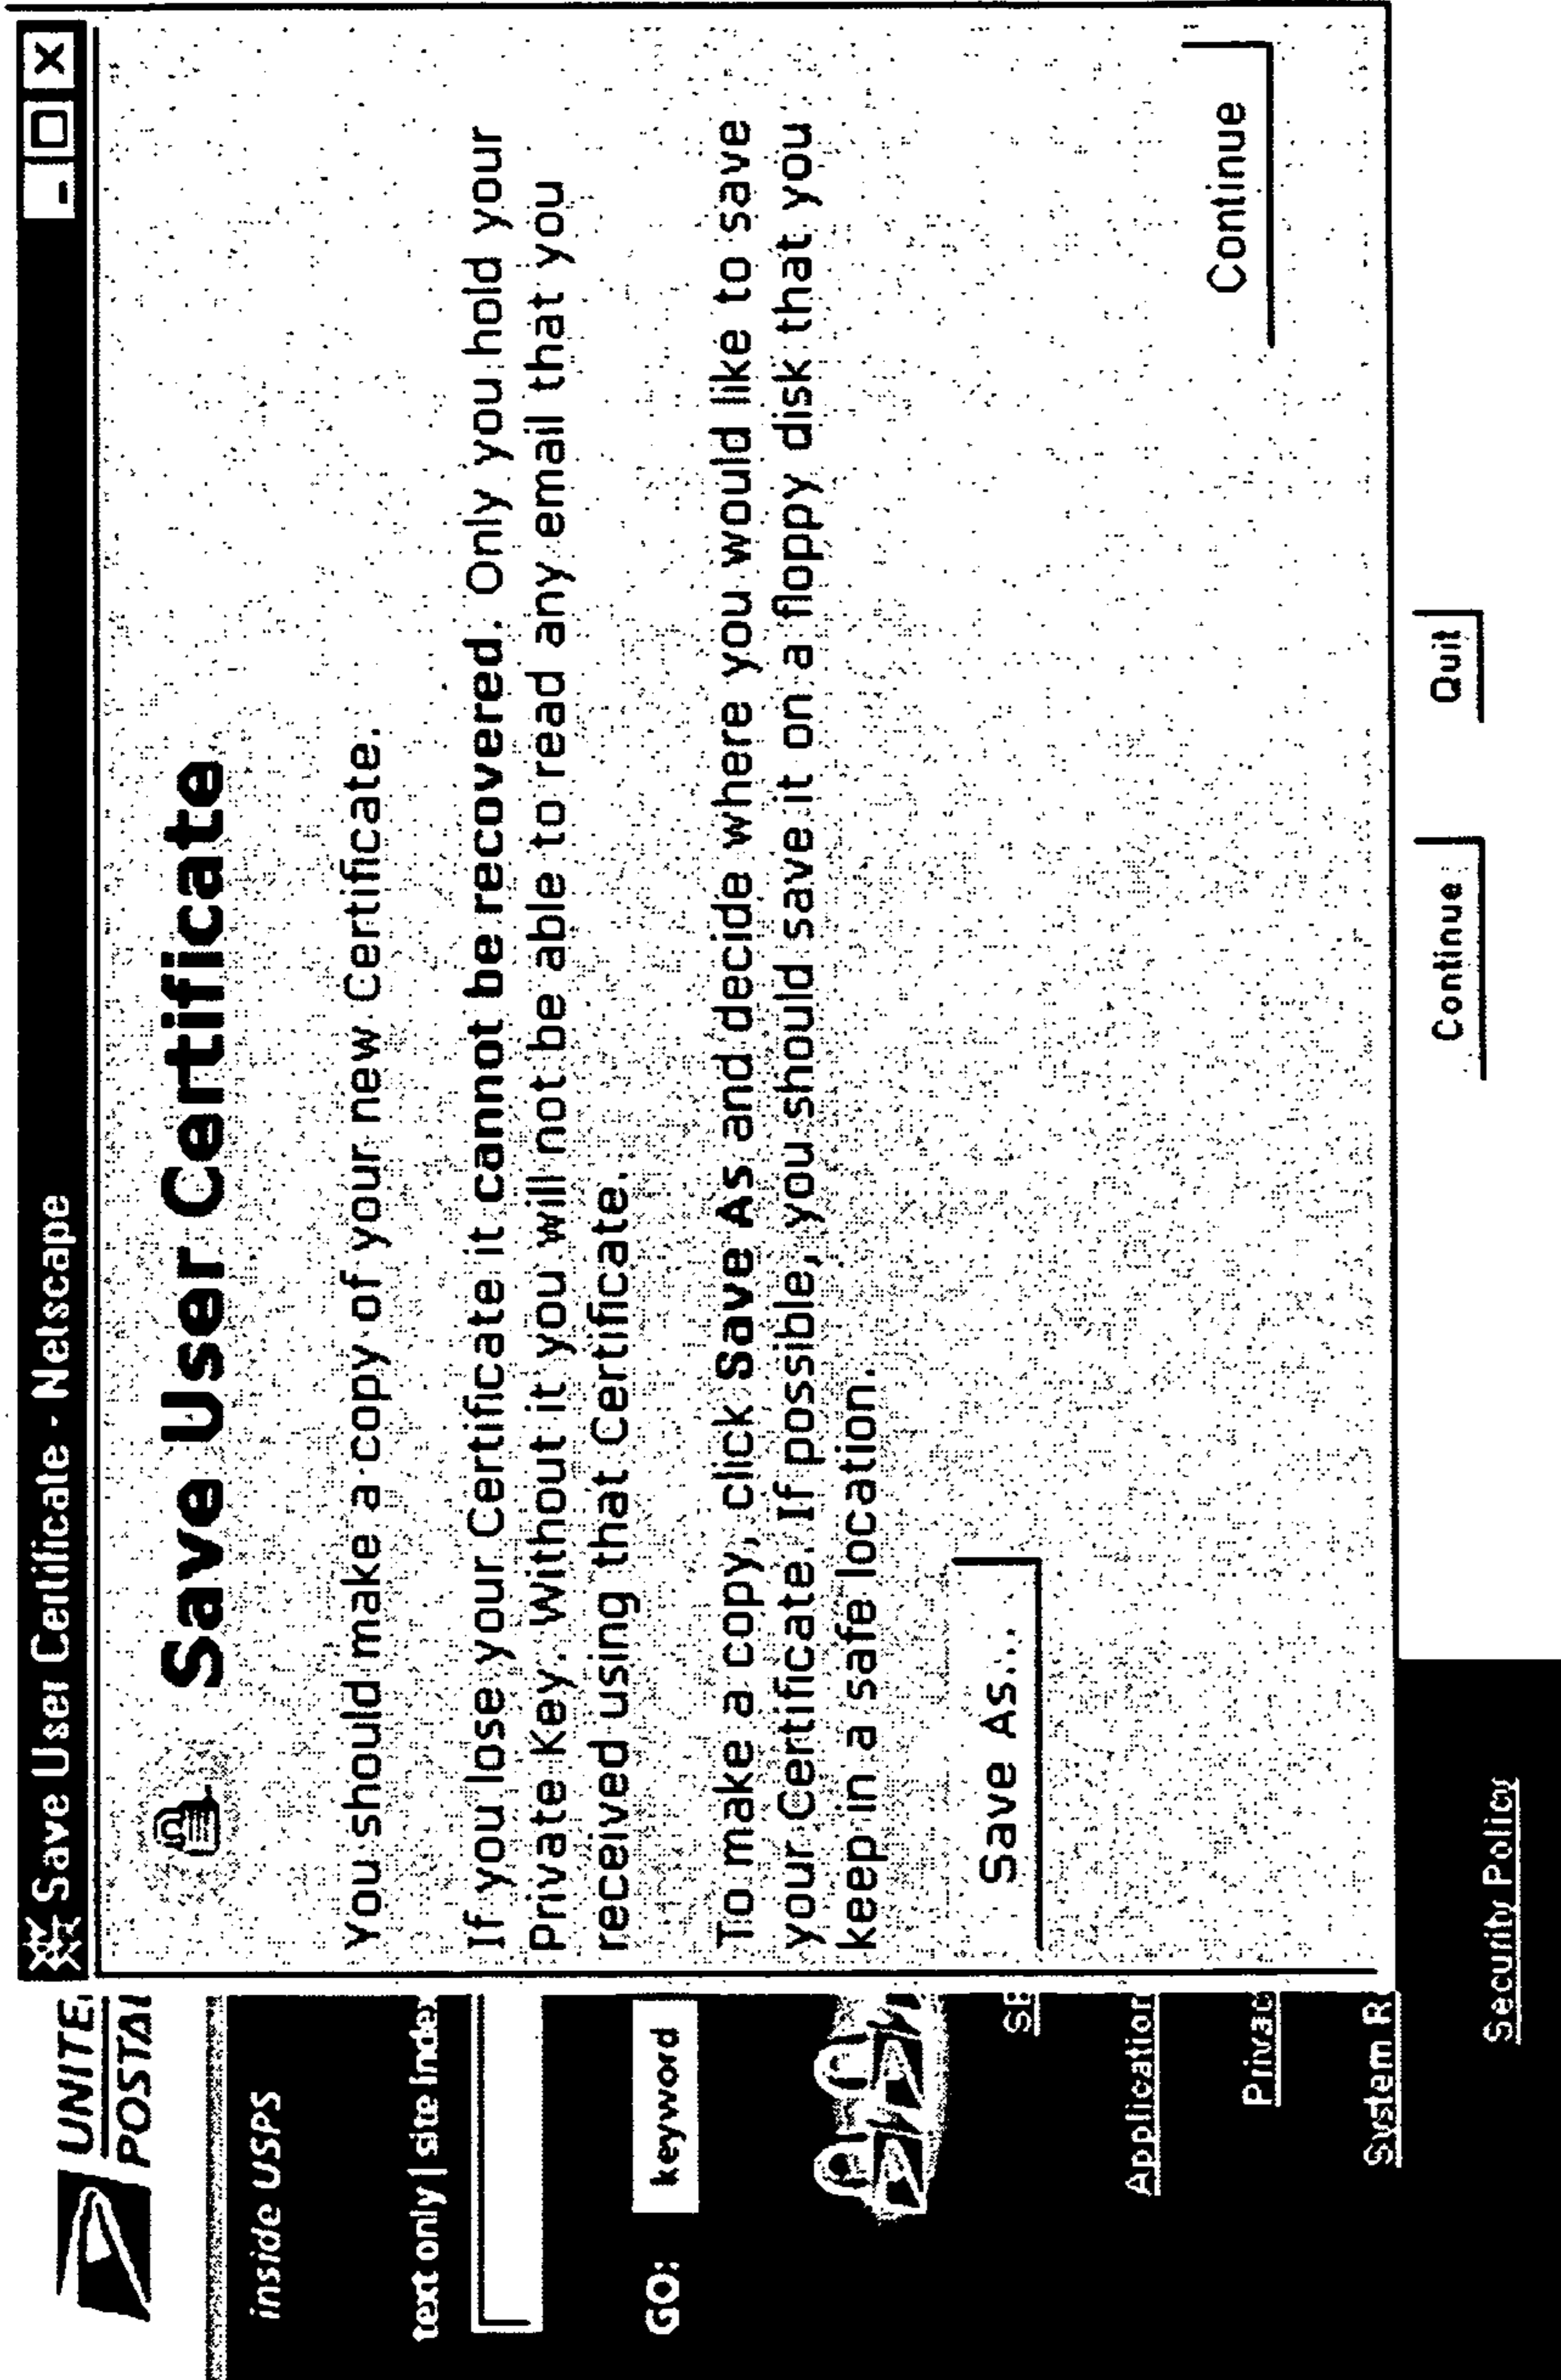 Save User Certificate - Netscape
Save User Certificate
You should make a copy of your new Certificate.
If you lose your Certificate it cannot be recovered. Only you hold your
Private Key. Without it you will not be able to read any email that you
received using that Certificate.
To make a copy, click Save As and decide where you would like to save
your Certificate. If possible, you should save it on a floppy disk that you
keep in a safe location.
Save As...
Continue
UNITE
POSTAL
inside USPS
text only | site index
GO:
keyword
SE
Application
Privac
System R
Security Policy
Continue
Quit